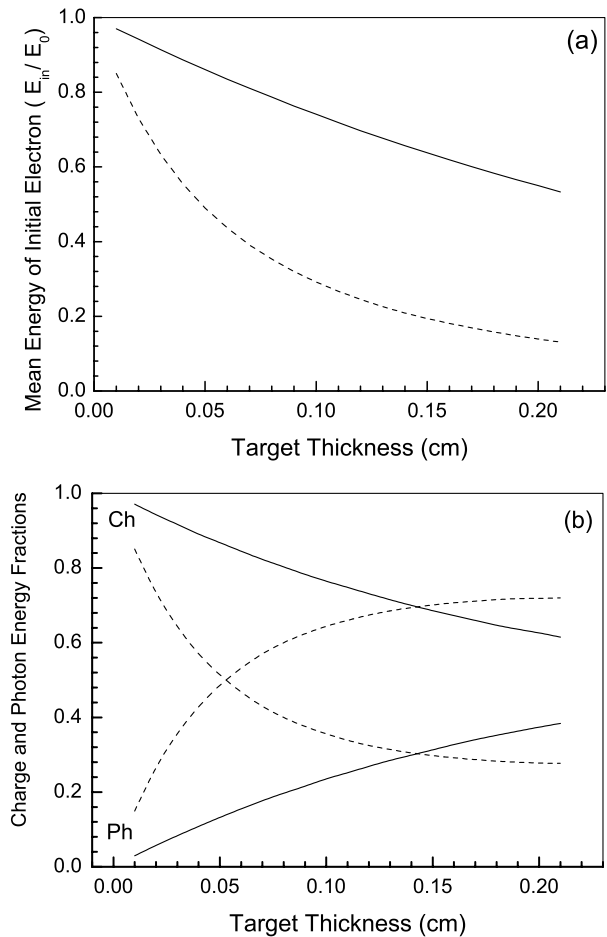 Mean Energy of Initial Electron ( E_in / E_0 )
1.0
(a)
0.8
0.6
0.4
0.2
0.0
0.00 0.05 0.10 0.15 0.20
Target Thickness (cm)
Charge and Photon Energy Fractions
1.0
(b)
Ch
0.8
0.6
0.4
0.2
Ph
0.0
0.00 0.05 0.10 0.15 0.20
Target Thickness (cm)